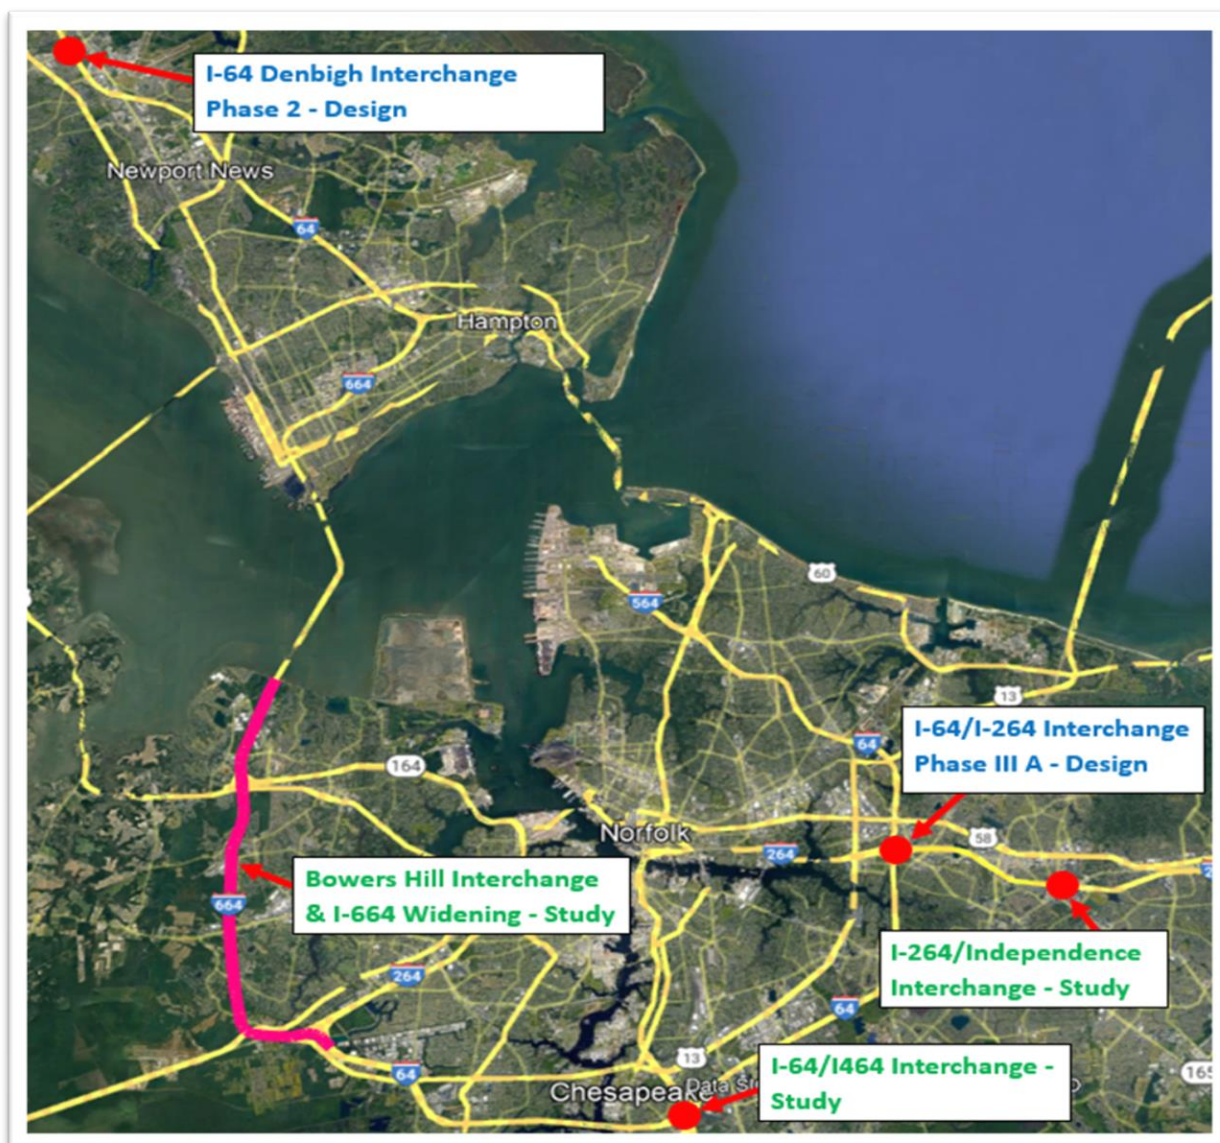 I-64 Denbigh Interchange
Phase 2 - Design
Newport News
64
Hampton
664
564
60
13
I-64/I-264 Interchange
Phase III A - Design
64
164
Norfolk
58
264
Bowers Hill Interchange
& I-664 Widening - Study
664
I-264/Independence
Interchange - Study
264
64
13
I-64/I464 Interchange -
Study
64
165
Chesapeake
Data